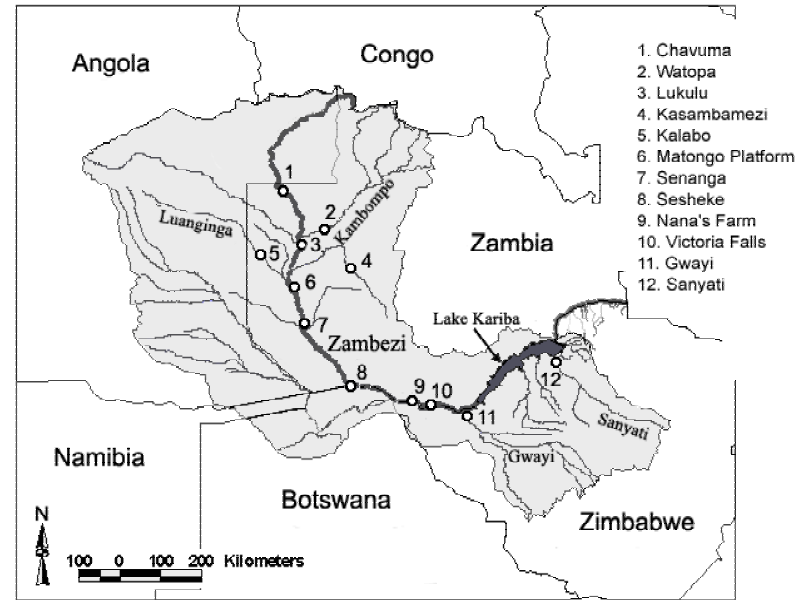 Angola
Congo
1. Chavuma
2. Watopa
3. Lukulu
4. Kasambamezi
5. Kalabo
6. Matongo Platform
7. Senanga
8. Sesheke
9. Nana's Farm
10. Victoria Falls
11. Gwayi
12. Sanyati
1
2
Kambompo
Luanginga
3
Zambia
5
4
6
7
Lake Kariba
Zambezi
8
9
10
11
12
Sanyati
Gwayi
Namibia
Botswana
Zimbabwe
N
100 0 100 200 Kilometers